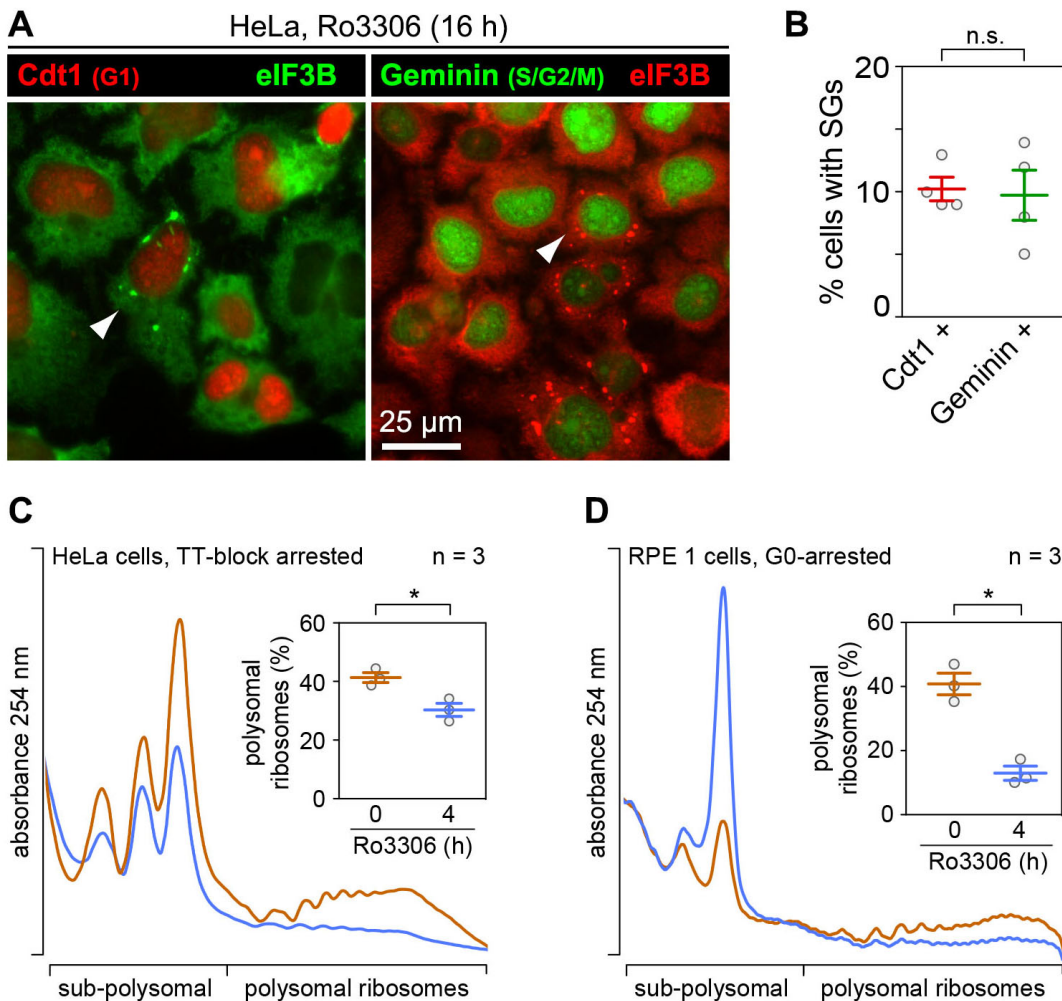 A
HeLa, Ro3306 (16 h)
Cdt1 (G1) eIF3B
Geminin (S/G2/M) eIF3B
25 µm
B
n.s.
% cells with SGs
20
10
0
Cdt1 +
Geminin +
C
HeLa cells, TT-block arrested n = 3
absorbance 254 nm
*
polysomal
ribosomes (%)
60
40
20
0
0 4
Ro3306 (h)
sub-polysomal polysomal ribosomes
D
RPE 1 cells, G0-arrested n = 3
absorbance 254 nm
*
polysomal
ribosomes (%)
60
40
20
0
0 4
Ro3306 (h)
sub-polysomal polysomal ribosomes